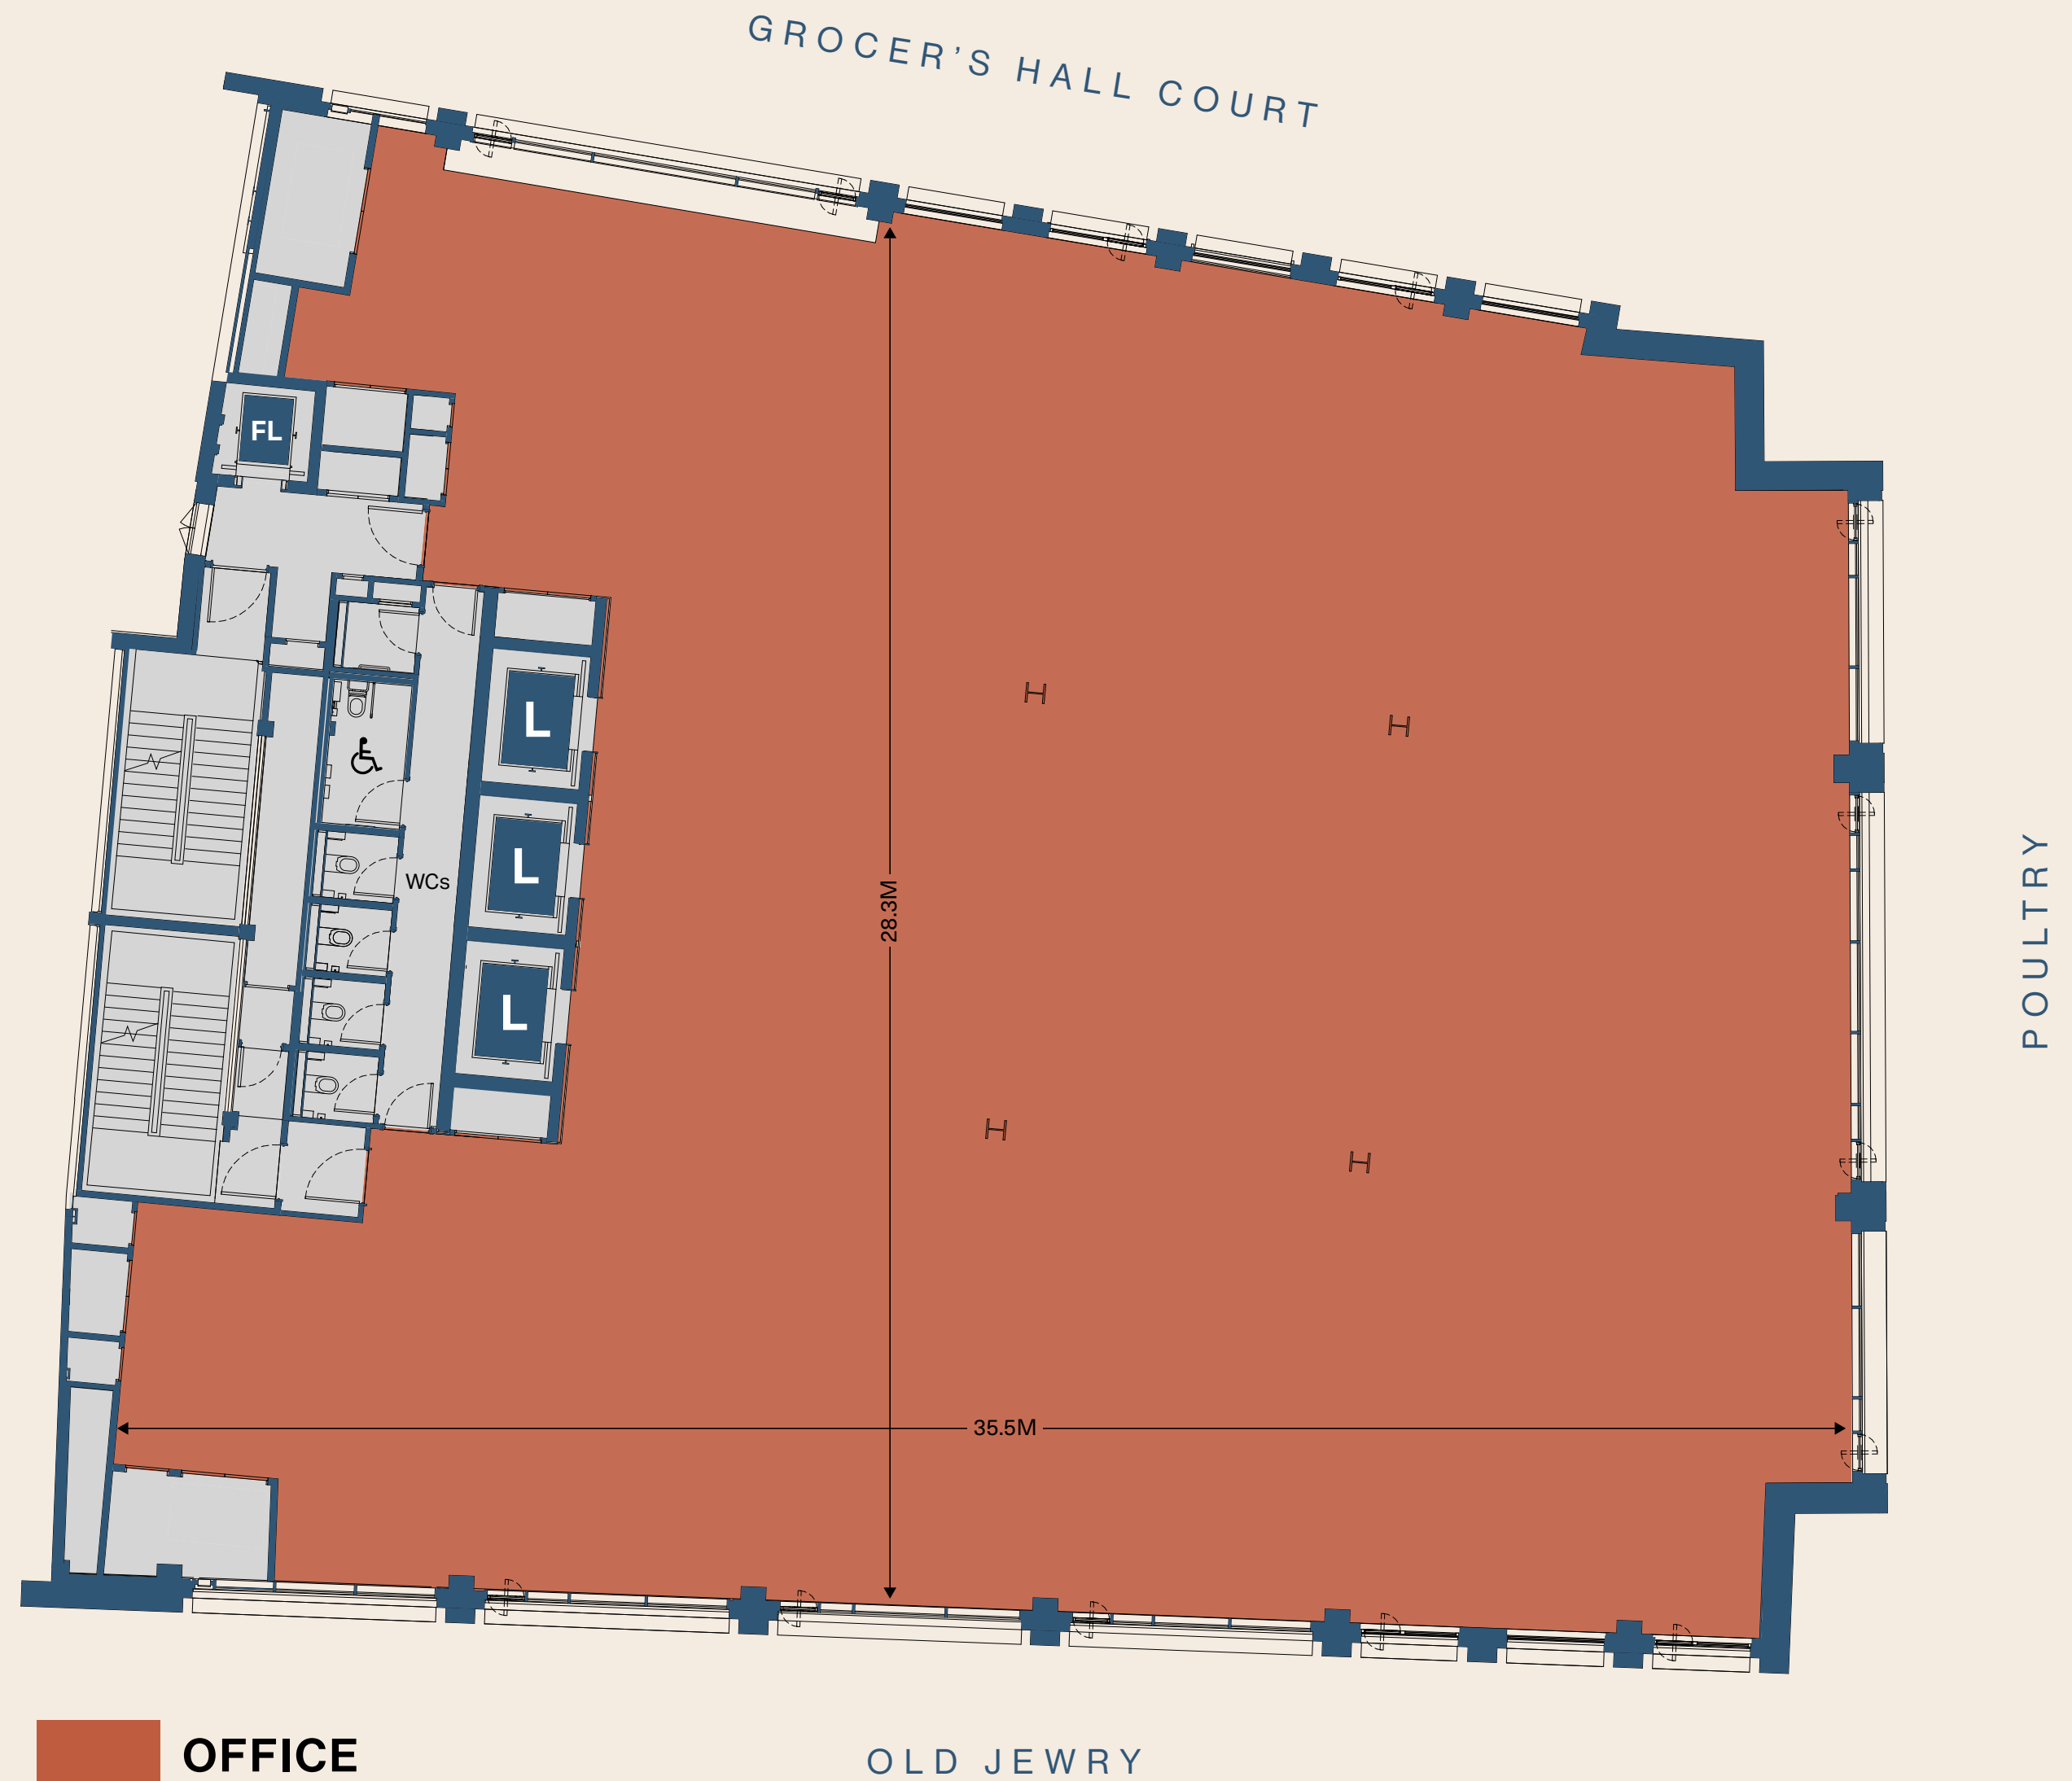 GROCER’S HALL COURT
FL
L
L
WCs
28.3M
L
POULTRY
35.5M
OFFICE
OLD JEWRY